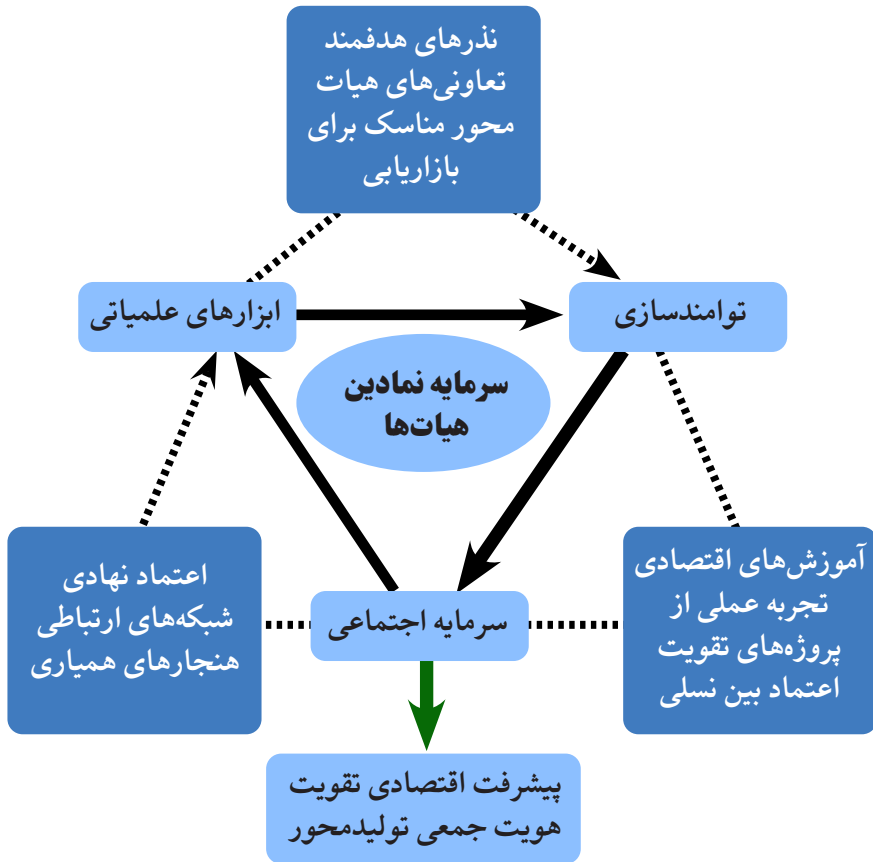 نذرهای هدفمند
تعاونی‌های هیات
محور مناسک برای
بازاریابی
توامندسازی
ابزارهای علمیاتی
سرمایه نمادین
هیات‌ها
آموزش‌های اقتصادی
تجربه عملی از
پروژه‌های تقویت
اعتماد بین نسلی
سرمایه اجتماعی
اعتماد نهادی
شبکه‌های ارتباطی
هنجارهای همیاری
پیشرفت اقتصادی تقویت
هویت جمعی تولیدمحور